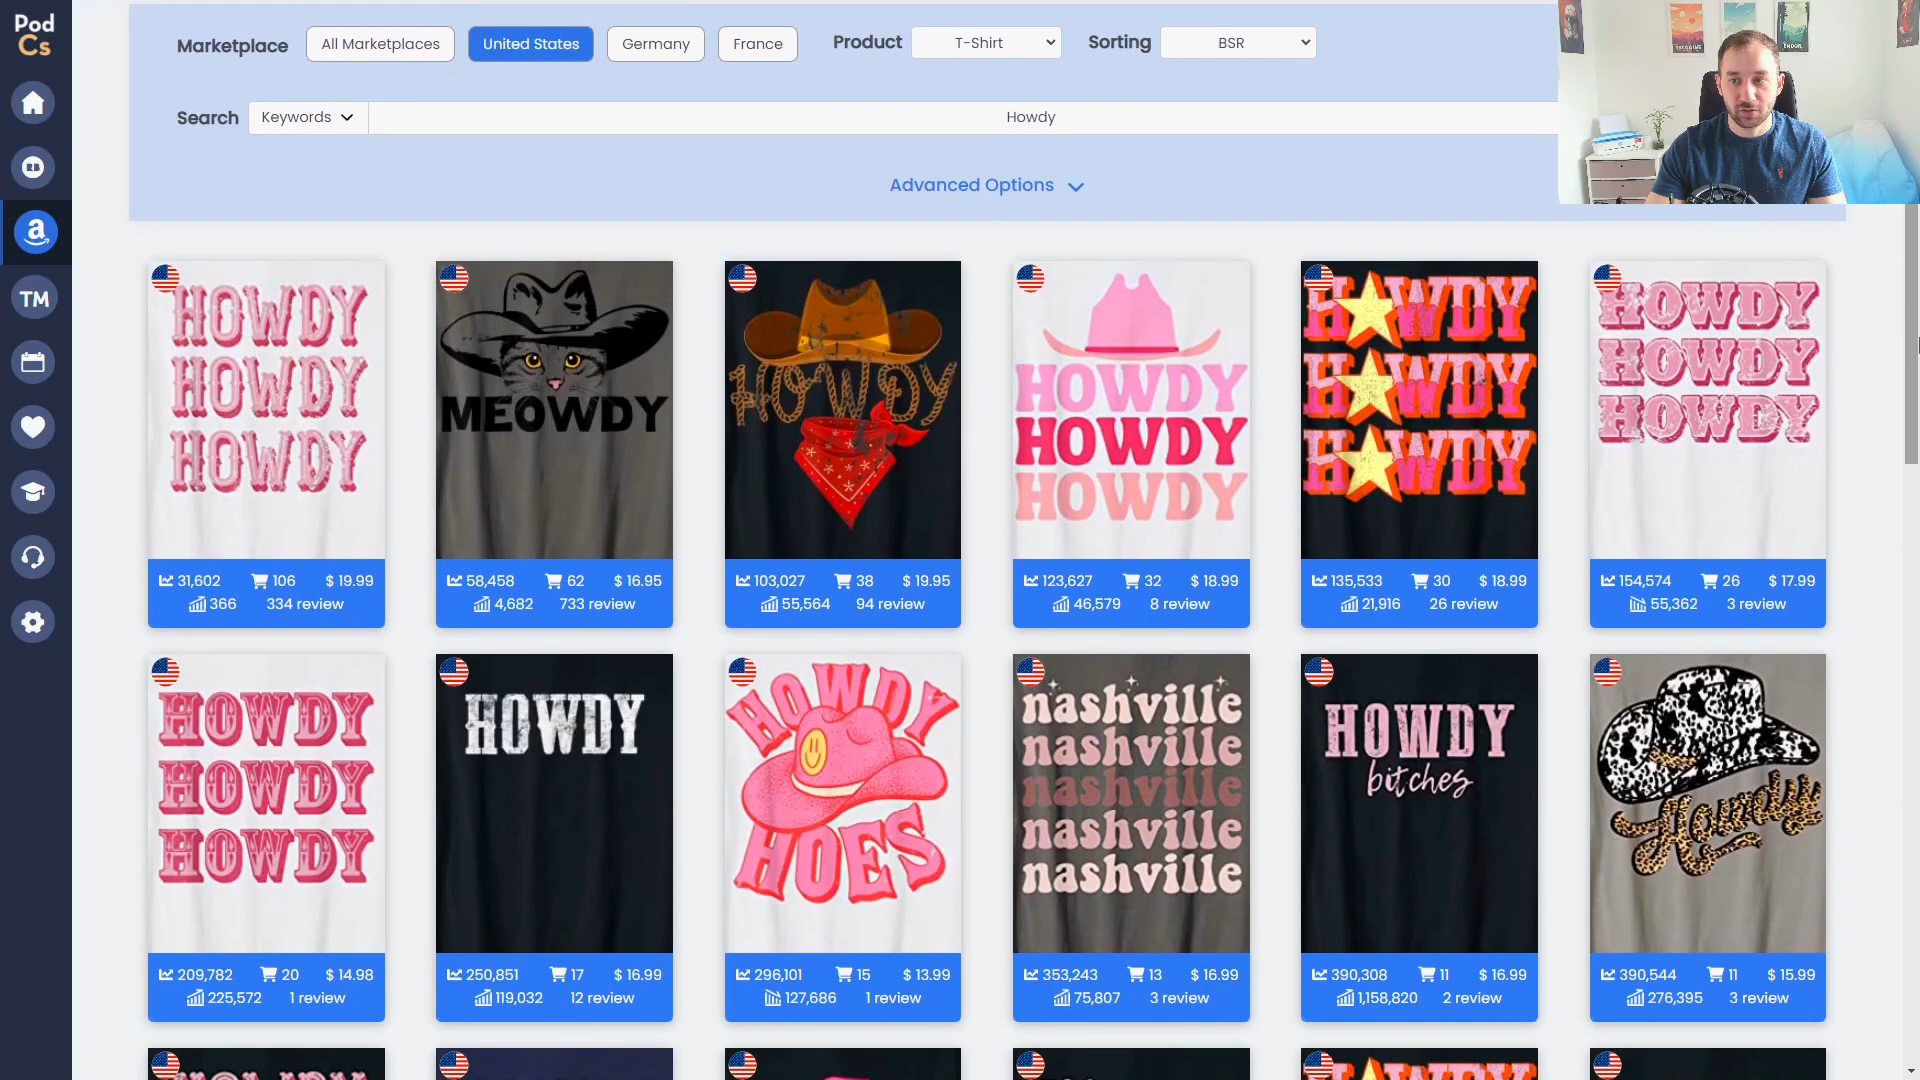 Pod
Cs
Marketplace
All Marketplaces
United States
Germany
France
Product
T-Shirt
Sorting
BSR
Search
Keywords
Howdy
Advanced Options
TM
HOWDY
HOWDY
HOWDY
31,602 106 $ 19.99
366 334 review
MEOWDY
58,458 62 $ 16.95
4,682 733 review
HOWDY
103,027 38 $ 19.95
55,564 94 review
HOWDY
HOWDY
HOWDY
123,627 32 $ 18.99
46,579 8 review
HOWDY
HOWDY
HOWDY
135,533 30 $ 18.99
21,916 26 review
HOWDY
HOWDY
HOWDY
154,574 26 $ 17.99
55,362 3 review
HOWDY
HOWDY
HOWDY
209,782 20 $ 14.98
225,572 1 review
HOWDY
250,851 17 $ 16.99
119,032 12 review
HOWDY
HOES
296,101 15 $ 13.99
127,686 1 review
nashville
nashville
nashville
nashville
nashville
353,243 13 $ 16.99
75,807 3 review
HOWDY
bitches
390,308 11 $ 16.99
1,158,820 2 review
Howdy
390,544 11 $ 15.99
276,395 3 review